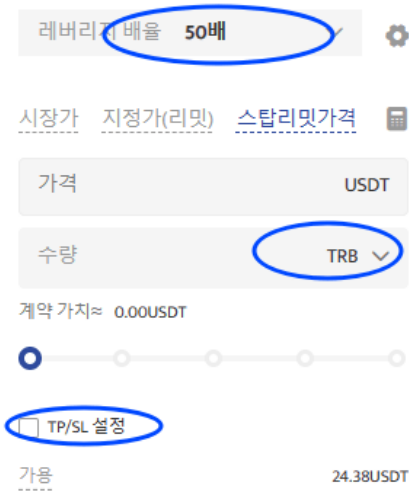 레버리지 배율 50배
시장가 지정가(리밋) 스탑리밋가격
가격 USDT
수량 TRB
계약 가치≈ 0.00USDT
TP/SL 설정
가용 24.38USDT